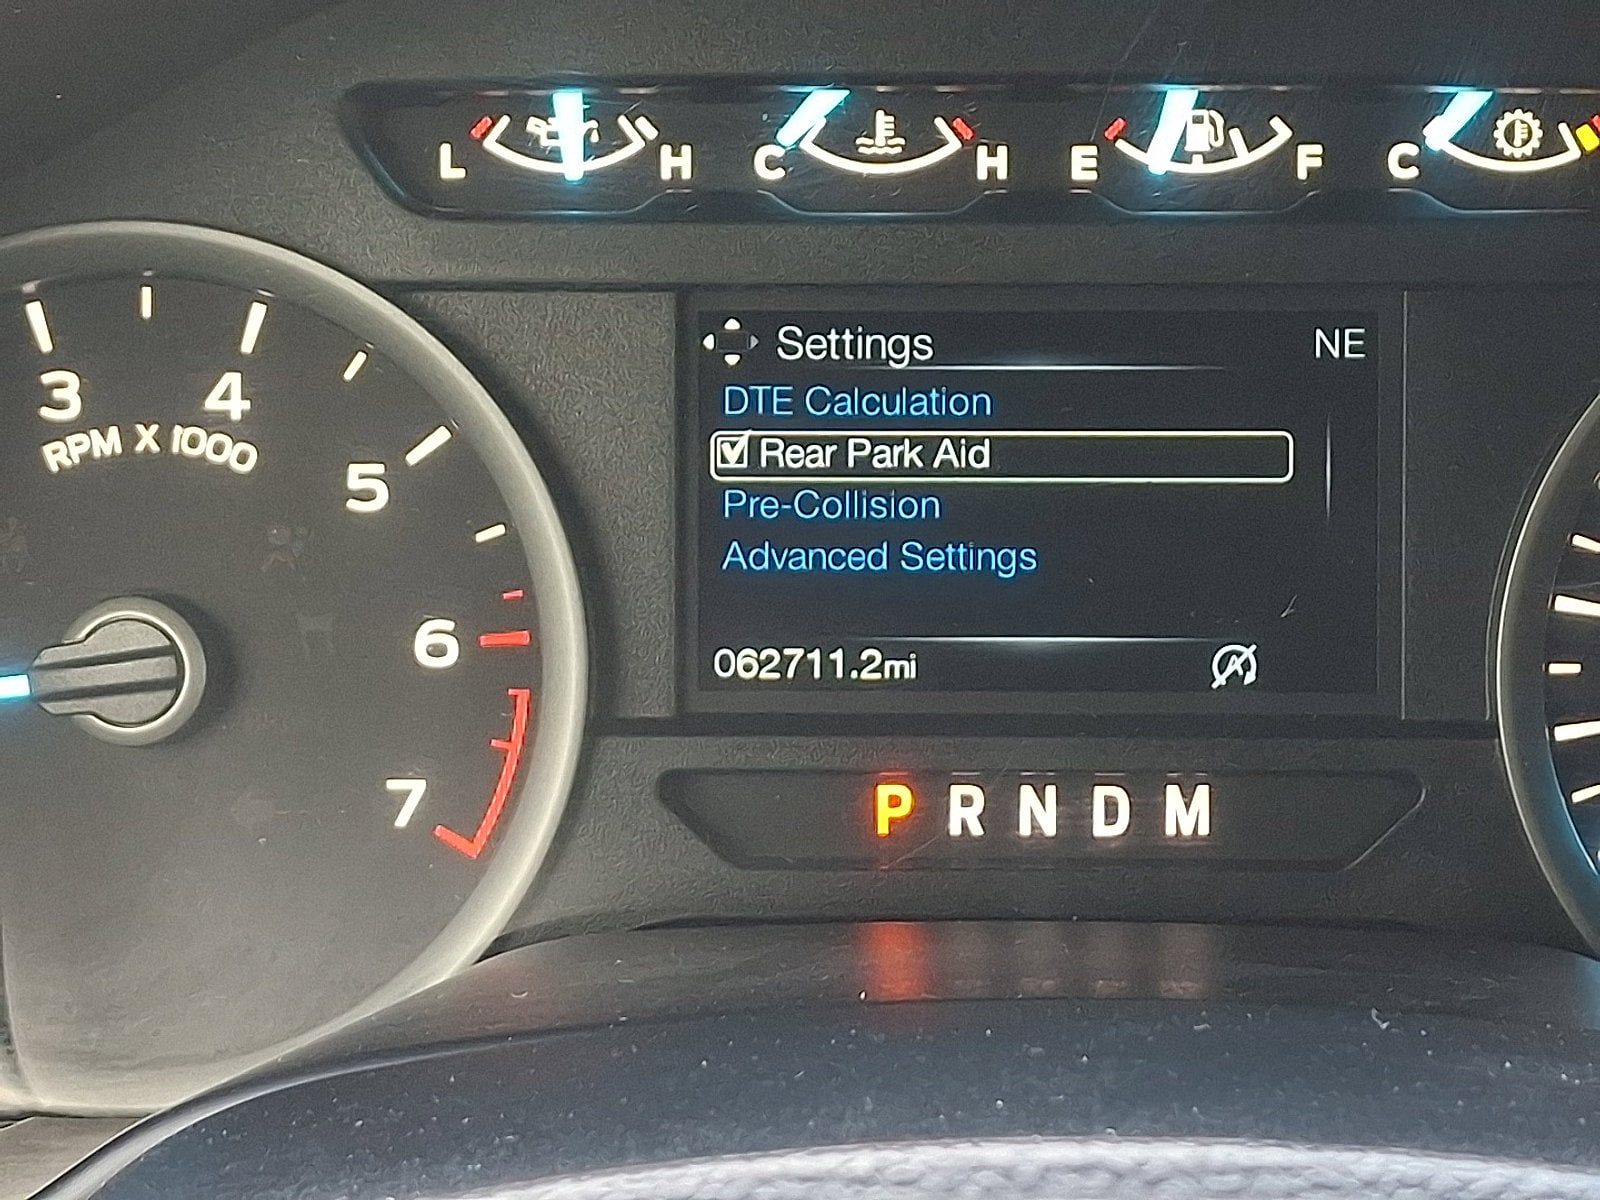 L H C H E F C
Settings NE
DTE Calculation
Rear Park Aid
Pre-Collision
Advanced Settings
062711.2mi
3 4 5 6 7
RPM X 1000
P R N D M